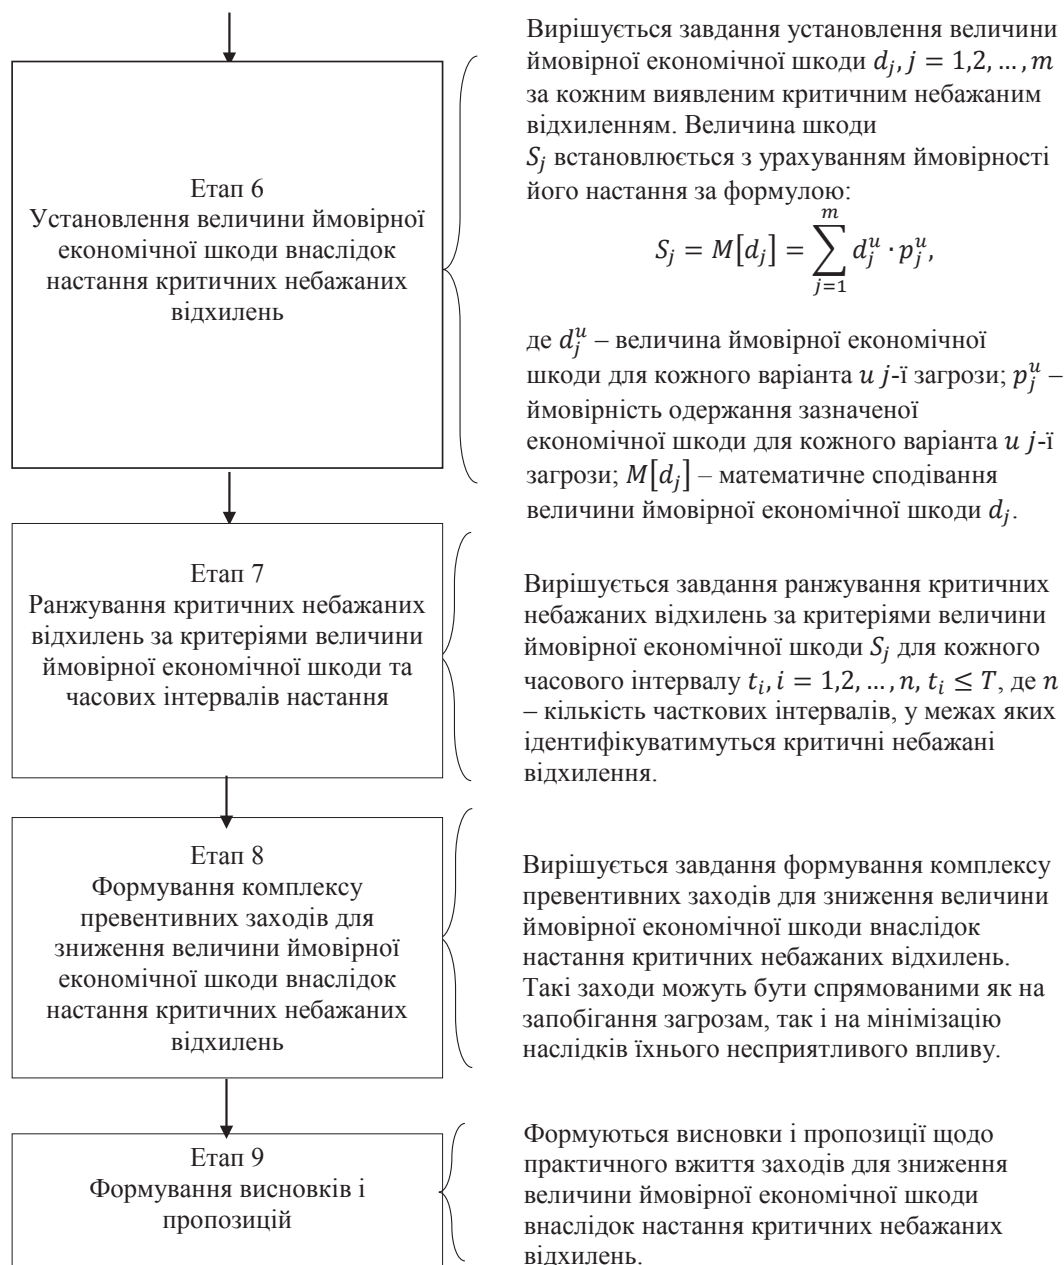 Етап 6
Установлення величини ймовірної
економічної шкоди внаслідок
настання критичних небажаних
відхилень
Вирішується завдання установлення величини
ймовірної економічної шкоди d_j, j = 1,2, … , m
за кожним виявленим критичним небажаним
відхиленням. Величина шкоди
S_j встановлюється з урахуванням ймовірності
його настання за формулою:
S_j = M[d_j] = ∑_{j=1}^{m} d_j^u · p_j^u,
де d_j^u – величина ймовірної економічної
шкоди для кожного варіанта u j-ї загрози; p_j^u –
ймовірність одержання зазначеної
економічної шкоди для кожного варіанта u j-ї
загрози; M[d_j] – математичне сподівання
величини ймовірної економічної шкоди d_j.
Етап 7
Ранжування критичних небажаних
відхилень за критеріями величини
ймовірної економічної шкоди та
часових інтервалів настання
Вирішується завдання ранжування критичних
небажаних відхилень за критеріями величини
ймовірної економічної шкоди S_j для кожного
часового інтервалу t_i, i = 1,2, … , n, t_i ≤ T, де n
– кількість часткових інтервалів, у межах яких
ідентифікуватимуться критичні небажані
відхилення.
Етап 8
Формування комплексу
превентивних заходів для
зниження величини ймовірної
економічної шкоди внаслідок
настання критичних небажаних
відхилень
Вирішується завдання формування комплексу
превентивних заходів для зниження величини
ймовірної економічної шкоди внаслідок
настання критичних небажаних відхилень.
Такі заходи можуть бути спрямованими як на
запобігання загрозам, так і на мінімізацію
наслідків їхнього несприятливого впливу.
Етап 9
Формування висновків і
пропозицій
Формуються висновки і пропозиції щодо
практичного вжиття заходів для зниження
величини ймовірної економічної шкоди
внаслідок настання критичних небажаних
відхилень.